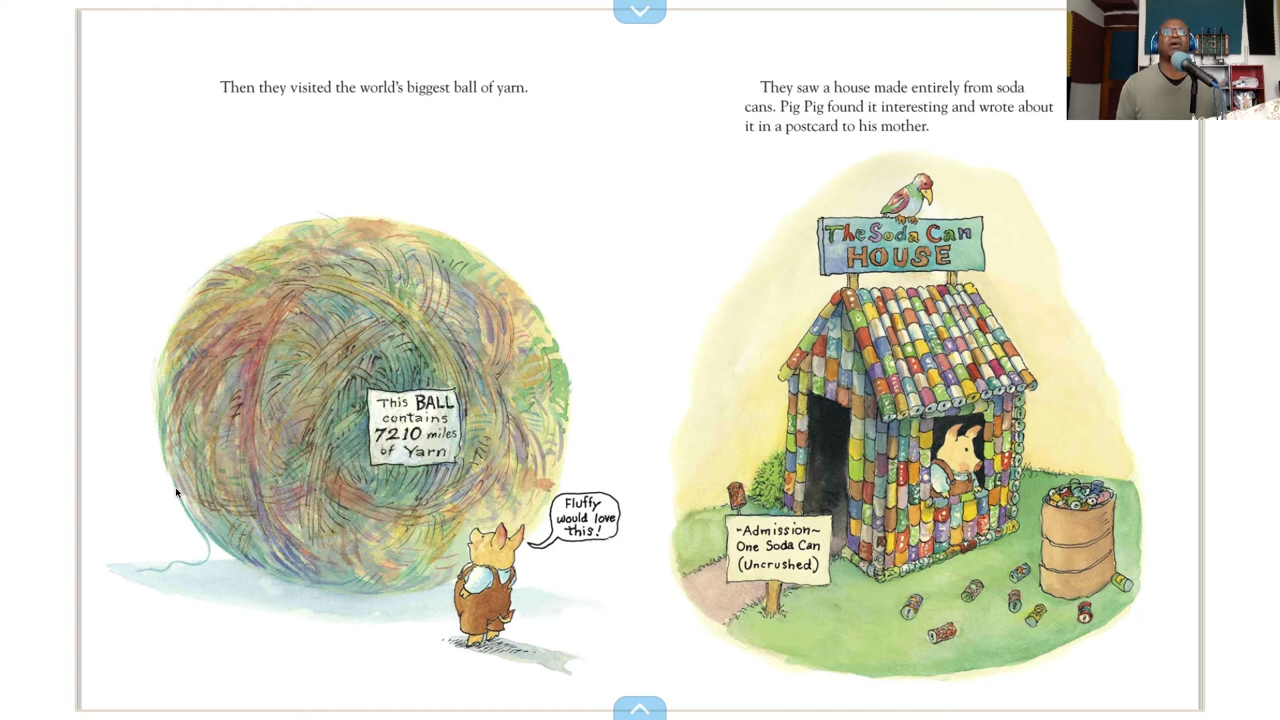 Then they visited the world's biggest ball of yarn.
This BALL
contains
7210 miles
of Yarn
Fluffy
would love
this!
They saw a house made entirely from soda
cans. Pig Pig found it interesting and wrote about
it in a postcard to his mother.
The Soda Can
HOUSE
~Admission~
One Soda Can
(Uncrushed)